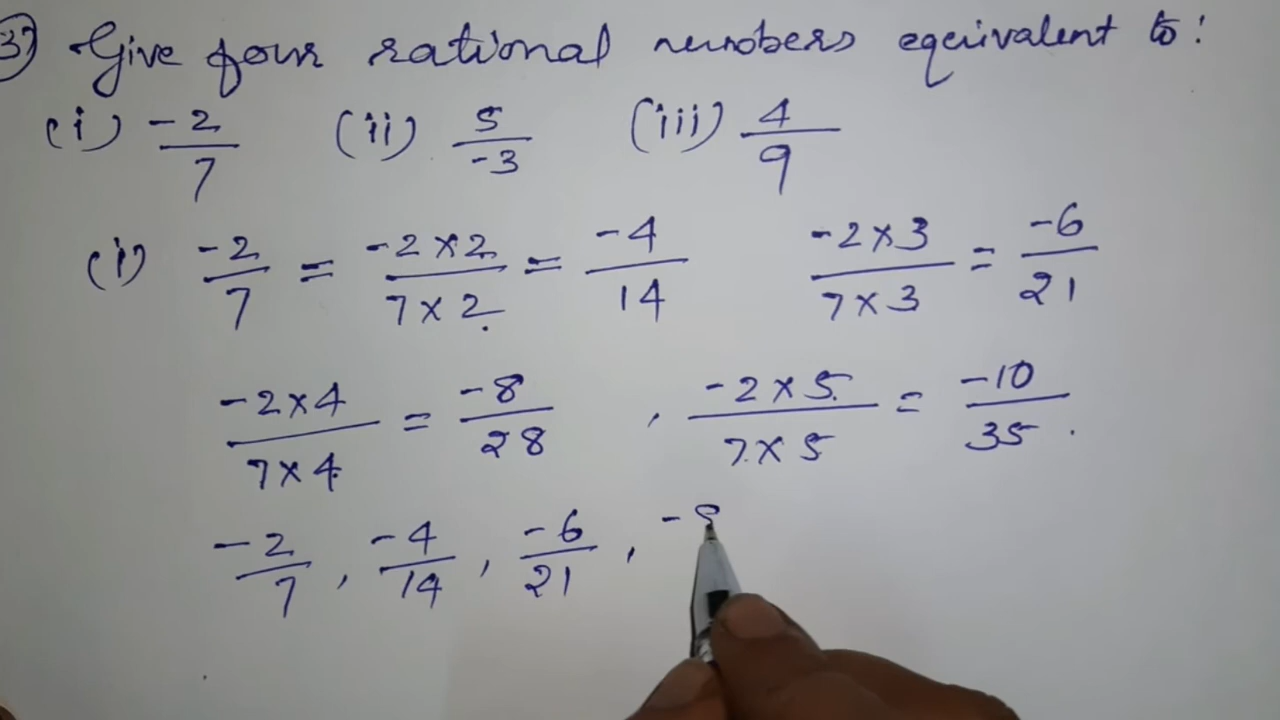 3) Give four rational numbers equivalent to:
(i) -2/7 (ii) 5/-3 (iii) 4/9
(i) -2/7 = -2×2/7×2. = -4/14 -2×3/7×3 = -6/21
-2×4/7×4 = -8/28 , -2×5/7×5 = -10/35.
-2/7, -4/14, -6/21, -8